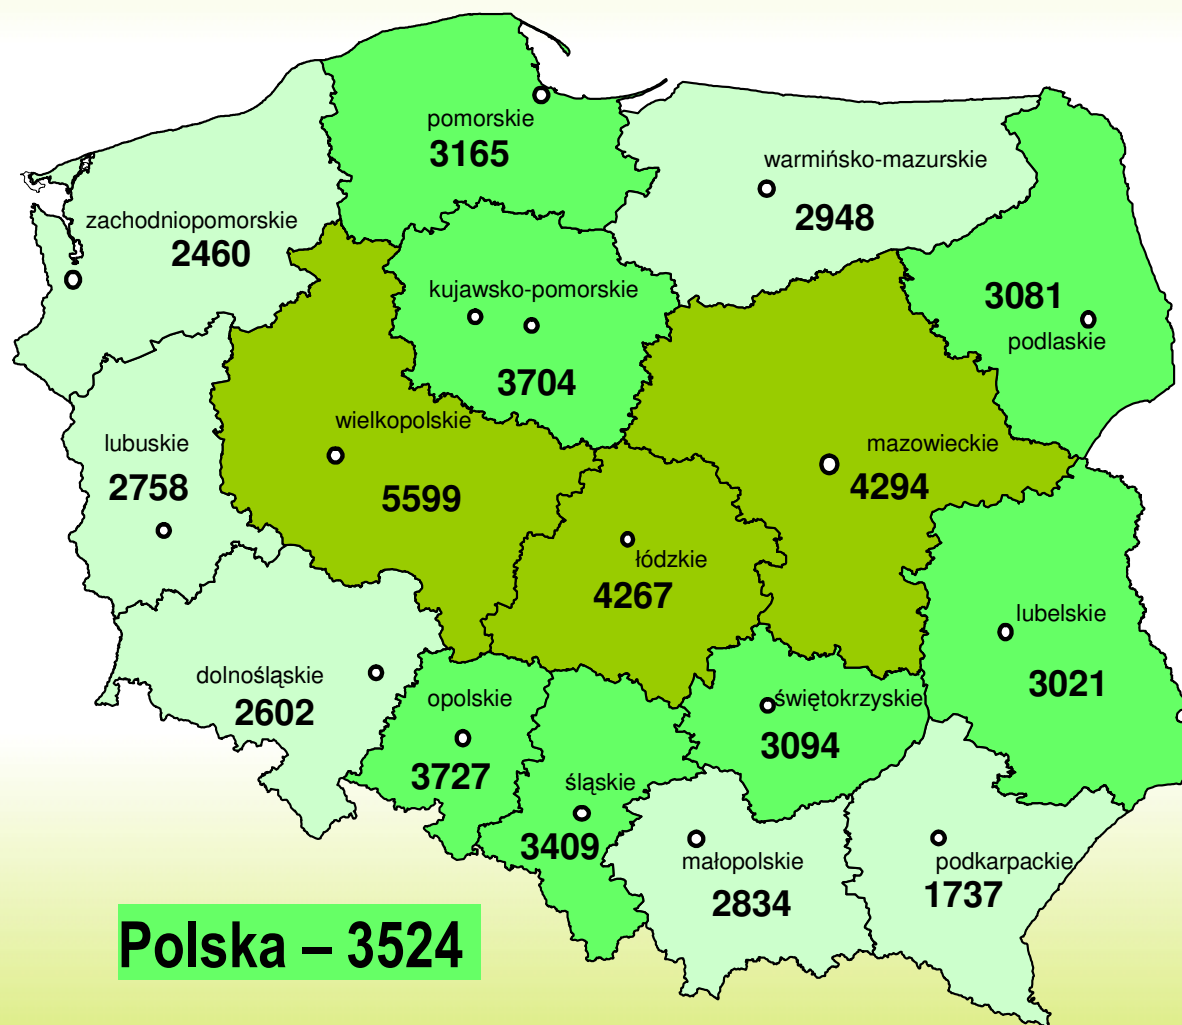 pomorskie
3165
warmińsko-mazurskie
2948
zachodniopomorskie
2460
kujawsko-pomorskie
3704
3081
podlaskie
wielkopolskie
5599
mazowieckie
4294
lubuskie
2758
łódzkie
4267
lubelskie
3021
dolnośląskie
2602
opolskie
3727
świętokrzyskie
3094
śląskie
3409
małopolskie
2834
podkarpackie
1737
Polska – 3524